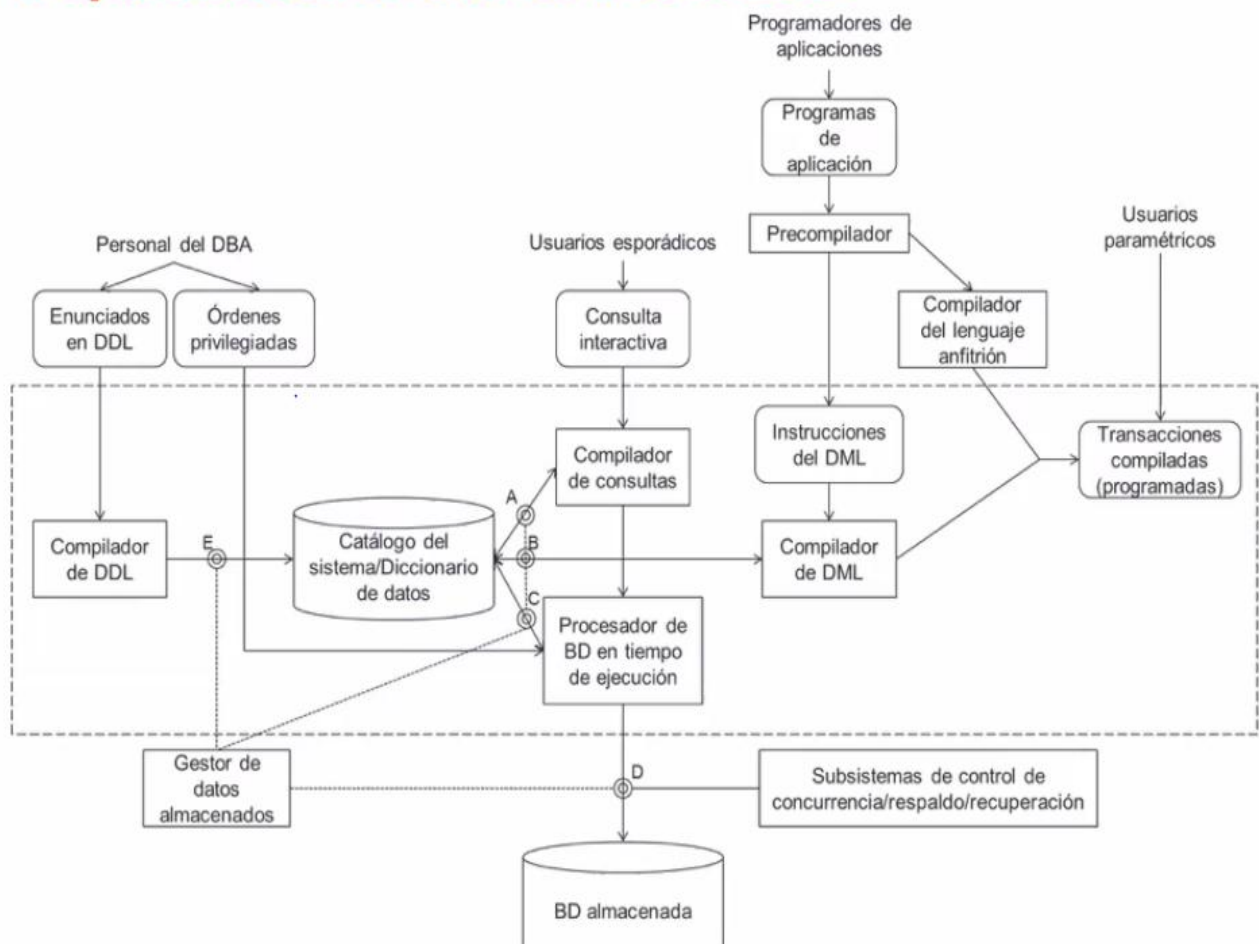 Programadores de
aplicaciones
Programas
de
aplicación
Precompilador
Usuarios
paramétricos
Personal del DBA
Usuarios esporádicos
Enunciados
en DDL
Órdenes
privilegiadas
Consulta
interactiva
Compilador
del lenguaje
anfitrión
Instrucciones
del DML
Transacciones
compiladas
(programadas)
Compilador
de consultas
A
Compilador
de DDL
E
Catálogo del
sistema/Diccionario
de datos
B
Compilador
de DML
C
Procesador de
BD en tiempo
de ejecución
Gestor de
datos
almacenados
D
Subsistemas de control de
concurrencia/respaldo/recuperación
BD almacenada